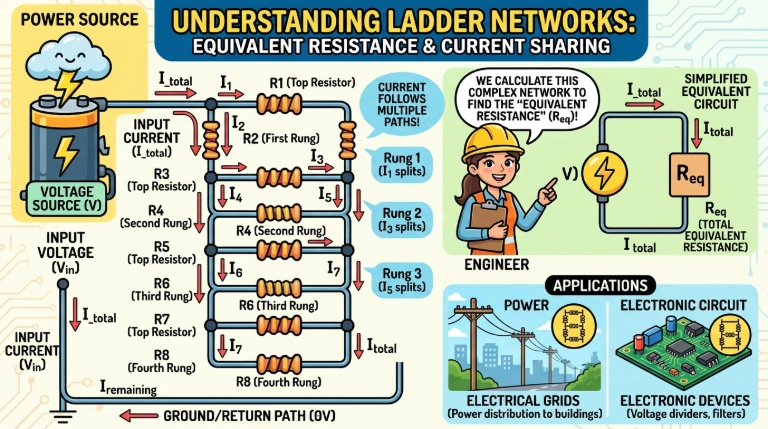 UNDERSTANDING LADDER NETWORKS:
EQUIVALENT RESISTANCE & CURRENT SHARING
POWER SOURCE
VOLTAGE
SOURCE (V)
I_total
I1
R1 (Top Resistor)
INPUT
CURRENT
(I_total)
I2
R2 (First Rung)
I3
R3
(Top Resistor)
I4
I5
R4
(Second Rung)
R4 (Second Rung)
R5
(Top Resistor)
I6
I7
R6
(Third Rung)
R6 (Third Rung)
R7
(Top Resistor)
I7
Itotal
R8
(Fourth Rung)
R8 (Fourth Rung)
CURRENT
FOLLOWS
MULTIPLE
PATHS!
Rung 1
(I1 splits)
Rung 2
(I3 splits)
Rung 3
(I5 splits)
INPUT
VOLTAGE
(Vin)
I_total
INPUT
CURRENT
(Vin)
Iremaining
GROUND/RETURN PATH (0V)
WE CALCULATE THIS
COMPLEX NETWORK TO
FIND THE "EQUIVALENT
RESISTANCE" (Req)!
ENGINEER
SIMPLIFIED
EQUIVALENT
CIRCUIT
I_total
Itotal
V)
Req
Req
(TOTAL
EQUIVALENT
RESISTANCE)
I total
APPLICATIONS
POWER
ELECTRICAL GRIDS
(Power distribution to buildings)
ELECTRONIC CIRCUIT
ELECTRONIC DEVICES
(Voltage dividers, filters)